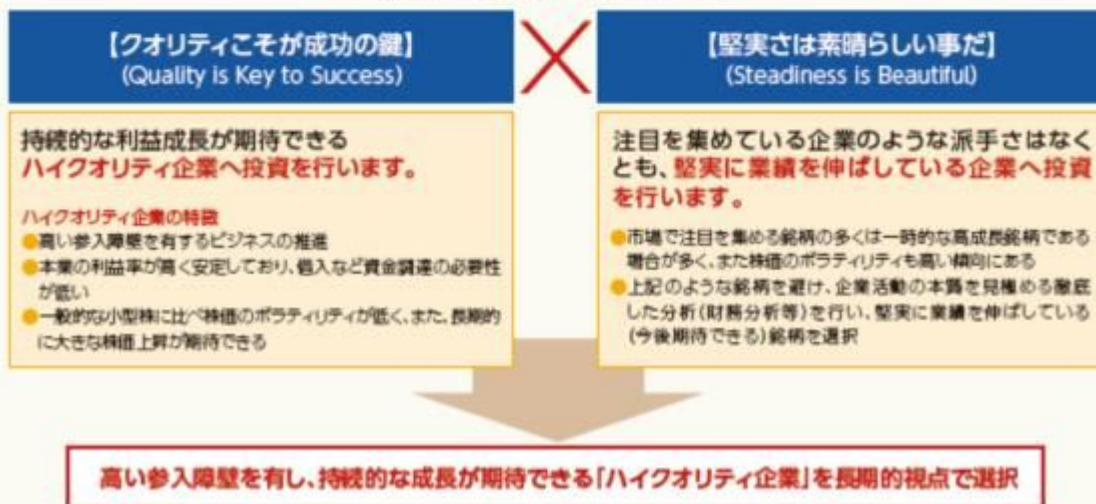 【クオリティこそが成功の鍵】
(Quality is Key to Success)
持続的な利益成長が期待できる
ハイクオリティ企業へ投資を行います。
ハイクオリティ企業の特徴
●高い参入障壁を有するビジネスの推進
●本業の利益率が高く安定しており、借入など資金調達の必要性
が低い
●一般的な小型株に比べ株価のボラティリティが低く、また、長期的
に大きな株価上昇が期待できる
【堅実さは素晴らしい事だ】
(Steadiness is Beautiful)
注目を集めている企業のような派手さはなく
とも、堅実に業績を伸ばしている企業へ投資
を行います。
●市場で注目を集める銘柄の多くは一時的な高成長銘柄である
場合が多く、また株価のボラティリティも高い傾向にある
●上記のような銘柄を避け、企業活動の本質を見極める徹底
した分析(財務分析等)を行い、堅実に業績を伸ばしている
(今後期待できる)銘柄を選択
高い参入障壁を有し、持続的な成長が期待できる「ハイクオリティ企業」を長期的視点で選択